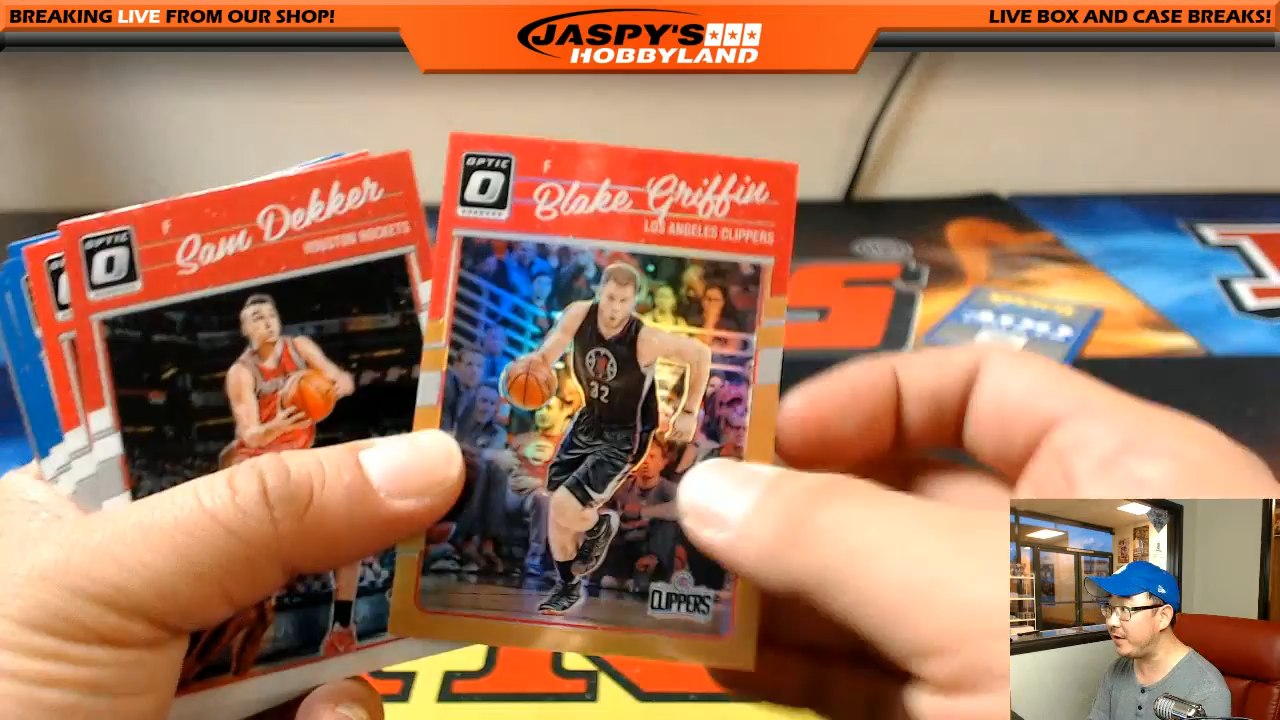 BREAKING LIVE FROM OUR SHOP!
JASPY'S
HOBBYLAND
LIVE BOX AND CASE BREAKS!
OPTIC
F
Sam Dekker
HOUSTON ROCKETS
OPTIC
F
Blake Griffin
LOS ANGELES CLIPPERS
32
CLIPPERS